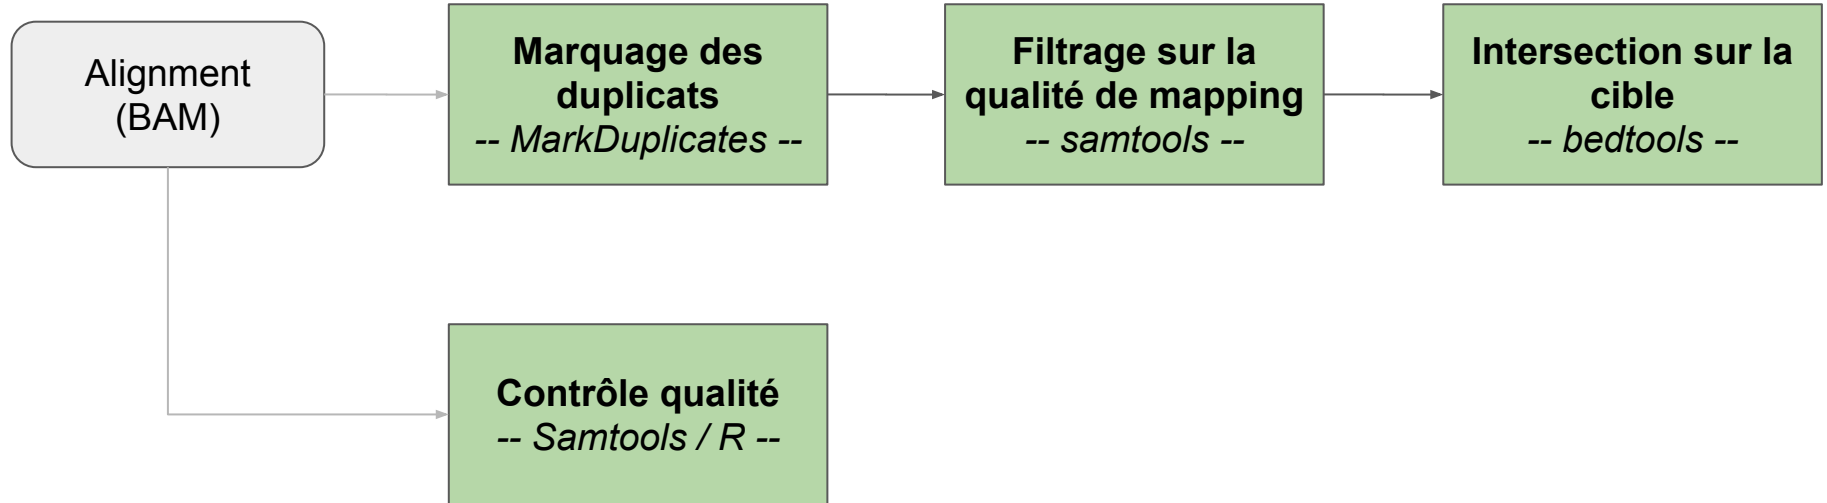 Alignment
(BAM)
Marquage des
duplicats
-- MarkDuplicates --
Filtrage sur la
qualité de mapping
-- samtools --
Intersection sur la
cible
-- bedtools --
Contrôle qualité
-- Samtools / R --